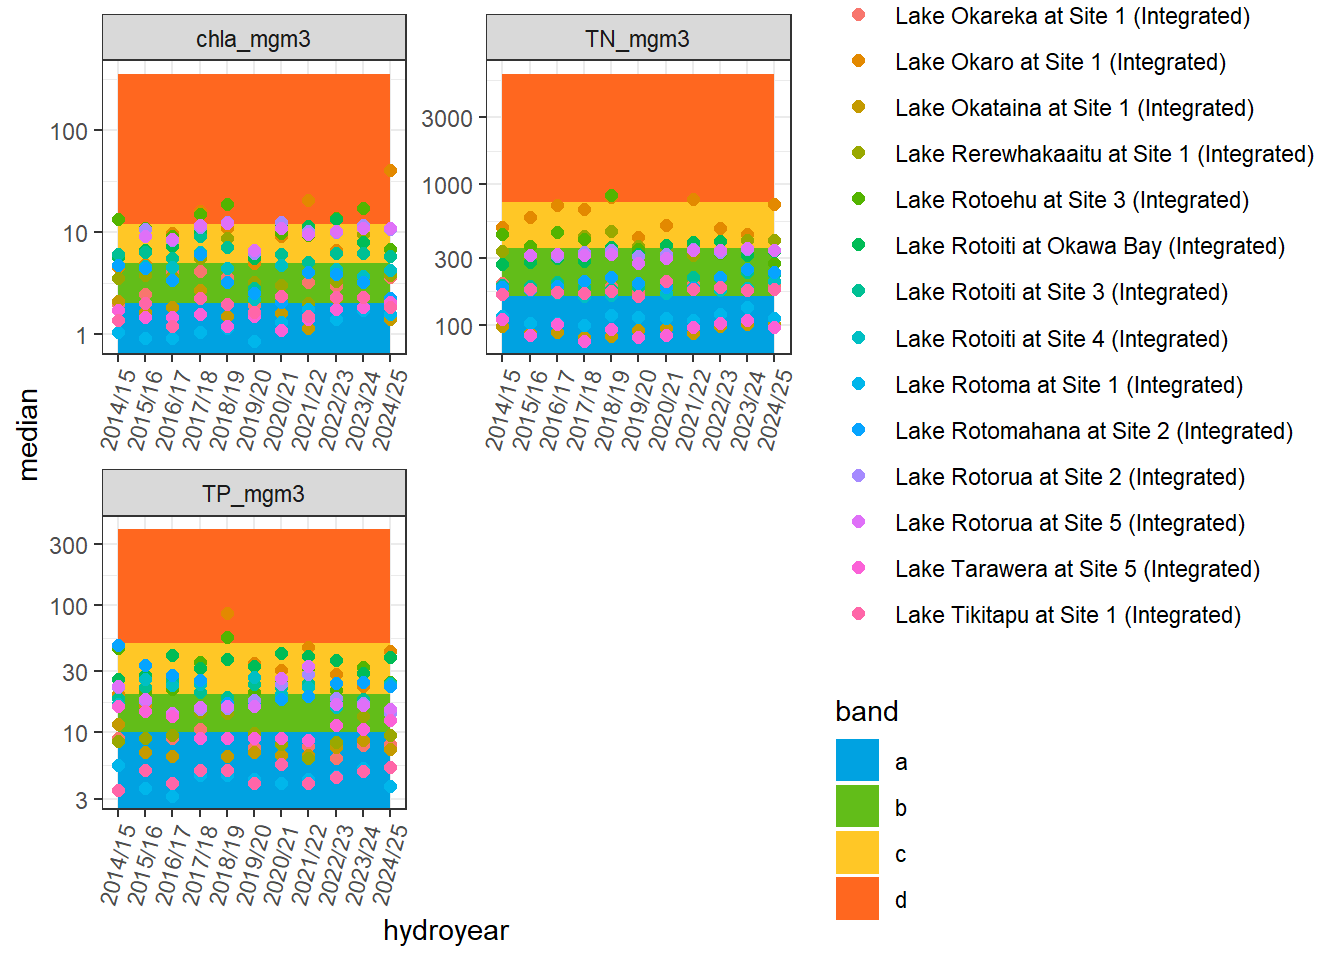 chla_mgm3
TN_mgm3
100
10
1
3000
1000
300
100
2014/15
2015/16
2016/17
2017/18
2018/19
2019/20
2020/21
2021/22
2022/23
2023/24
2024/25
2014/15
2015/16
2016/17
2017/18
2018/19
2019/20
2020/21
2021/22
2022/23
2023/24
2024/25
median
TP_mgm3
300
100
30
10
3
2014/15
2015/16
2016/17
2017/18
2018/19
2019/20
2020/21
2021/22
2022/23
2023/24
2024/25
hydroyear
Lake Okareka at Site 1 (Integrated)
Lake Okaro at Site 1 (Integrated)
Lake Okataina at Site 1 (Integrated)
Lake Rerewhakaaitu at Site 1 (Integrated)
Lake Rotoehu at Site 3 (Integrated)
Lake Rotoiti at Okawa Bay (Integrated)
Lake Rotoiti at Site 3 (Integrated)
Lake Rotoiti at Site 4 (Integrated)
Lake Rotoma at Site 1 (Integrated)
Lake Rotomahana at Site 2 (Integrated)
Lake Rotorua at Site 2 (Integrated)
Lake Rotorua at Site 5 (Integrated)
Lake Tarawera at Site 5 (Integrated)
Lake Tikitapu at Site 1 (Integrated)
band
a
b
c
d